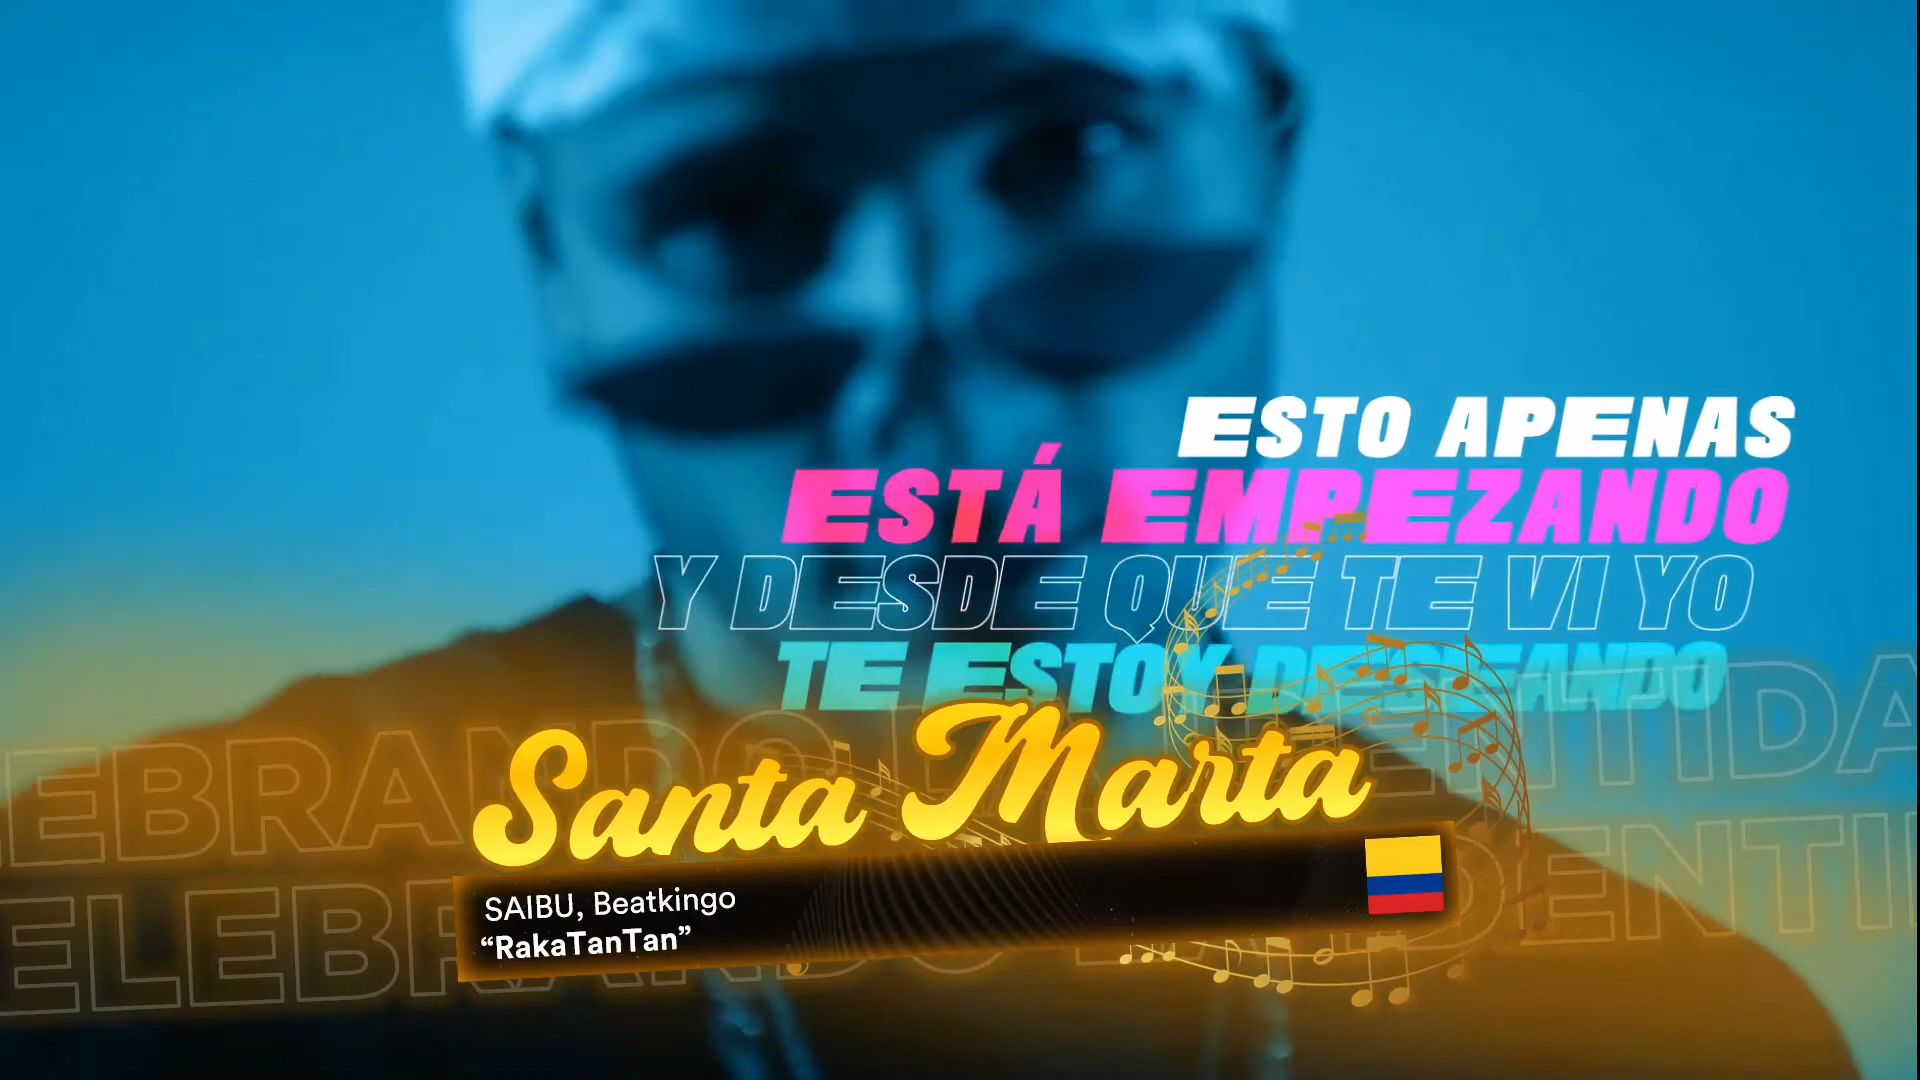 ESTO APENAS
ESTÁ EMPEZANDO
Y DESDE QUE TE VI YO
TE ESTOY DESEANDO
Santa Marta
SAIBU, Beatkingo
“RakaTanTan”